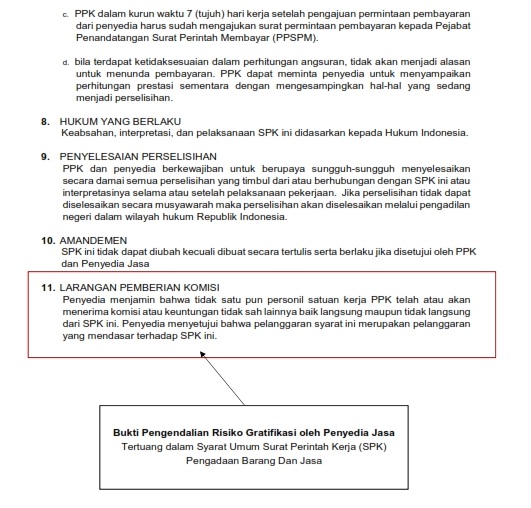 c. PPK dalam kurun waktu 7 (tujuh) hari kerja setelah pengajuan permintaan pembayaran
dari penyedia harus sudah mengajukan surat permintaan pembayaran kepada Pejabat
Penandatangan Surat Perintah Membayar (PPSPM).
d. bila terdapat ketidaksesuaian dalam perhitungan angsuran, tidak akan menjadi alasan
untuk menunda pembayaran. PPK dapat meminta penyedia untuk menyampaikan
perhitungan prestasi sementara dengan mengesampingkan hal-hal yang sedang
menjadi perselisihan.
8. HUKUM YANG BERLAKU
Keabsahan, interpretasi, dan pelaksanaan SPK ini didasarkan kepada Hukum Indonesia.
9. PENYELESAIAN PERSELISIHAN
PPK dan penyedia berkewajiban untuk berupaya sungguh-sungguh menyelesaikan
secara damai semua perselisihan yang timbul dari atau berhubungan dengan SPK ini atau
interpretasinya selama atau setelah pelaksanaan pekerjaan. Jika perselisihan tidak dapat
diselesaikan secara musyawarah maka perselisihan akan diselesaikan melalui pengadilan
negeri dalam wilayah hukum Republik Indonesia.
10. AMANDEMEN
SPK ini tidak dapat diubah kecuali dibuat secara tertulis serta berlaku jika disetujui oleh PPK
dan Penyedia Jasa
11. LARANGAN PEMBERIAN KOMISI
Penyedia menjamin bahwa tidak satu pun personil satuan kerja PPK telah atau akan
menerima komisi atau keuntungan tidak sah lainnya baik langsung maupun tidak langsung
dari SPK ini. Penyedia menyetujui bahwa pelanggaran syarat ini merupakan pelanggaran
yang mendasar terhadap SPK ini.
Bukti Pengendalian Risiko Gratifikasi oleh Penyedia Jasa
Tertuang dalam Syarat Umum Surat Perintah Kerja (SPK)
Pengadaan Barang Dan Jasa